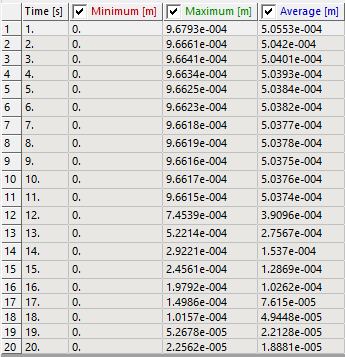 Time [s] Minimum [m] Maximum [m] Average [m]
1 1. 0. 9.6793e-004 5.0553e-004
2 2. 0. 9.6661e-004 5.042e-004
3 3. 0. 9.6641e-004 5.0401e-004
4 4. 0. 9.6634e-004 5.0393e-004
5 5. 0. 9.6625e-004 5.0384e-004
6 6. 0. 9.6623e-004 5.0382e-004
7 7. 0. 9.6618e-004 5.0377e-004
8 8. 0. 9.6619e-004 5.0378e-004
9 9. 0. 9.6616e-004 5.0375e-004
10 10. 0. 9.6617e-004 5.0376e-004
11 11. 0. 9.6615e-004 5.0374e-004
12 12. 0. 7.4539e-004 3.9096e-004
13 13. 0. 5.2214e-004 2.7567e-004
14 14. 0. 2.9221e-004 1.537e-004
15 15. 0. 2.4561e-004 1.2869e-004
16 16. 0. 1.9792e-004 1.0262e-004
17 17. 0. 1.4986e-004 7.615e-005
18 18. 0. 1.0157e-004 4.9448e-005
19 19. 0. 5.2678e-005 2.2128e-005
20 20. 0. 2.2562e-005 1.8881e-005